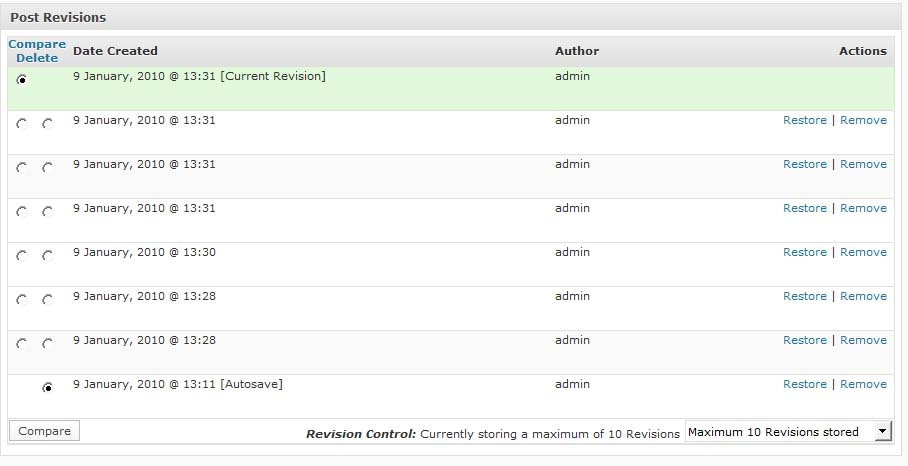 Post Revisions
Compare
Delete Date Created Author Actions
9 January, 2010 @ 13:31 [Current Revision] admin
9 January, 2010 @ 13:31 admin Restore | Remove
9 January, 2010 @ 13:31 admin Restore | Remove
9 January, 2010 @ 13:31 admin Restore | Remove
9 January, 2010 @ 13:30 admin Restore | Remove
9 January, 2010 @ 13:28 admin Restore | Remove
9 January, 2010 @ 13:28 admin Restore | Remove
9 January, 2010 @ 13:11 [Autosave] admin Restore | Remove
Compare Revision Control: Currently storing a maximum of 10 Revisions Maximum 10 Revisions stored